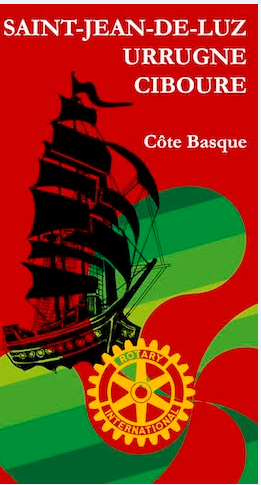 SAINT-JEAN-DE-LUZ
URRUGNE
CIBOURE
Côte Basque
ROTARY
INTERNATIONAL